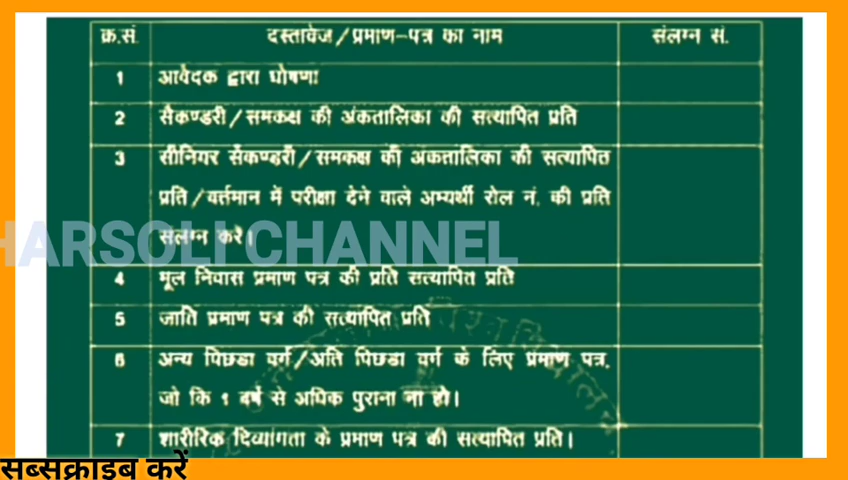 क्र.सं. दस्तावेज/प्रमाण-पत्र का नाम संलग्न सं.
1 आवेदक द्वारा घोषणा
2 सैकण्डरी/समकक्ष की अंकतालिका की सत्यापित प्रति
3 सीनियर सैकण्डरी/समकक्ष की अंकतालिका की सत्यापित
प्रति/वर्तमान में परीक्षा देने वाले अभ्यर्थी रोल नं. की प्रति
सलग्न करें।
HARSOLI CHANNEL
4 मूल निवास प्रमाण पत्र की प्रति सत्यापित प्रति
5 जाति प्रमाण पत्र की सत्यापित प्रति
6 अन्य पिछडा वर्ग/अति पिछडा वर्ग के लिए प्रमाण पत्र,
जो कि 1 वर्ष से अधिक पुराना ना हो।
7 शारीरिक दिव्यांगता के प्रमाण पत्र की सत्यापित प्रति।
सब्सक्राइब करें